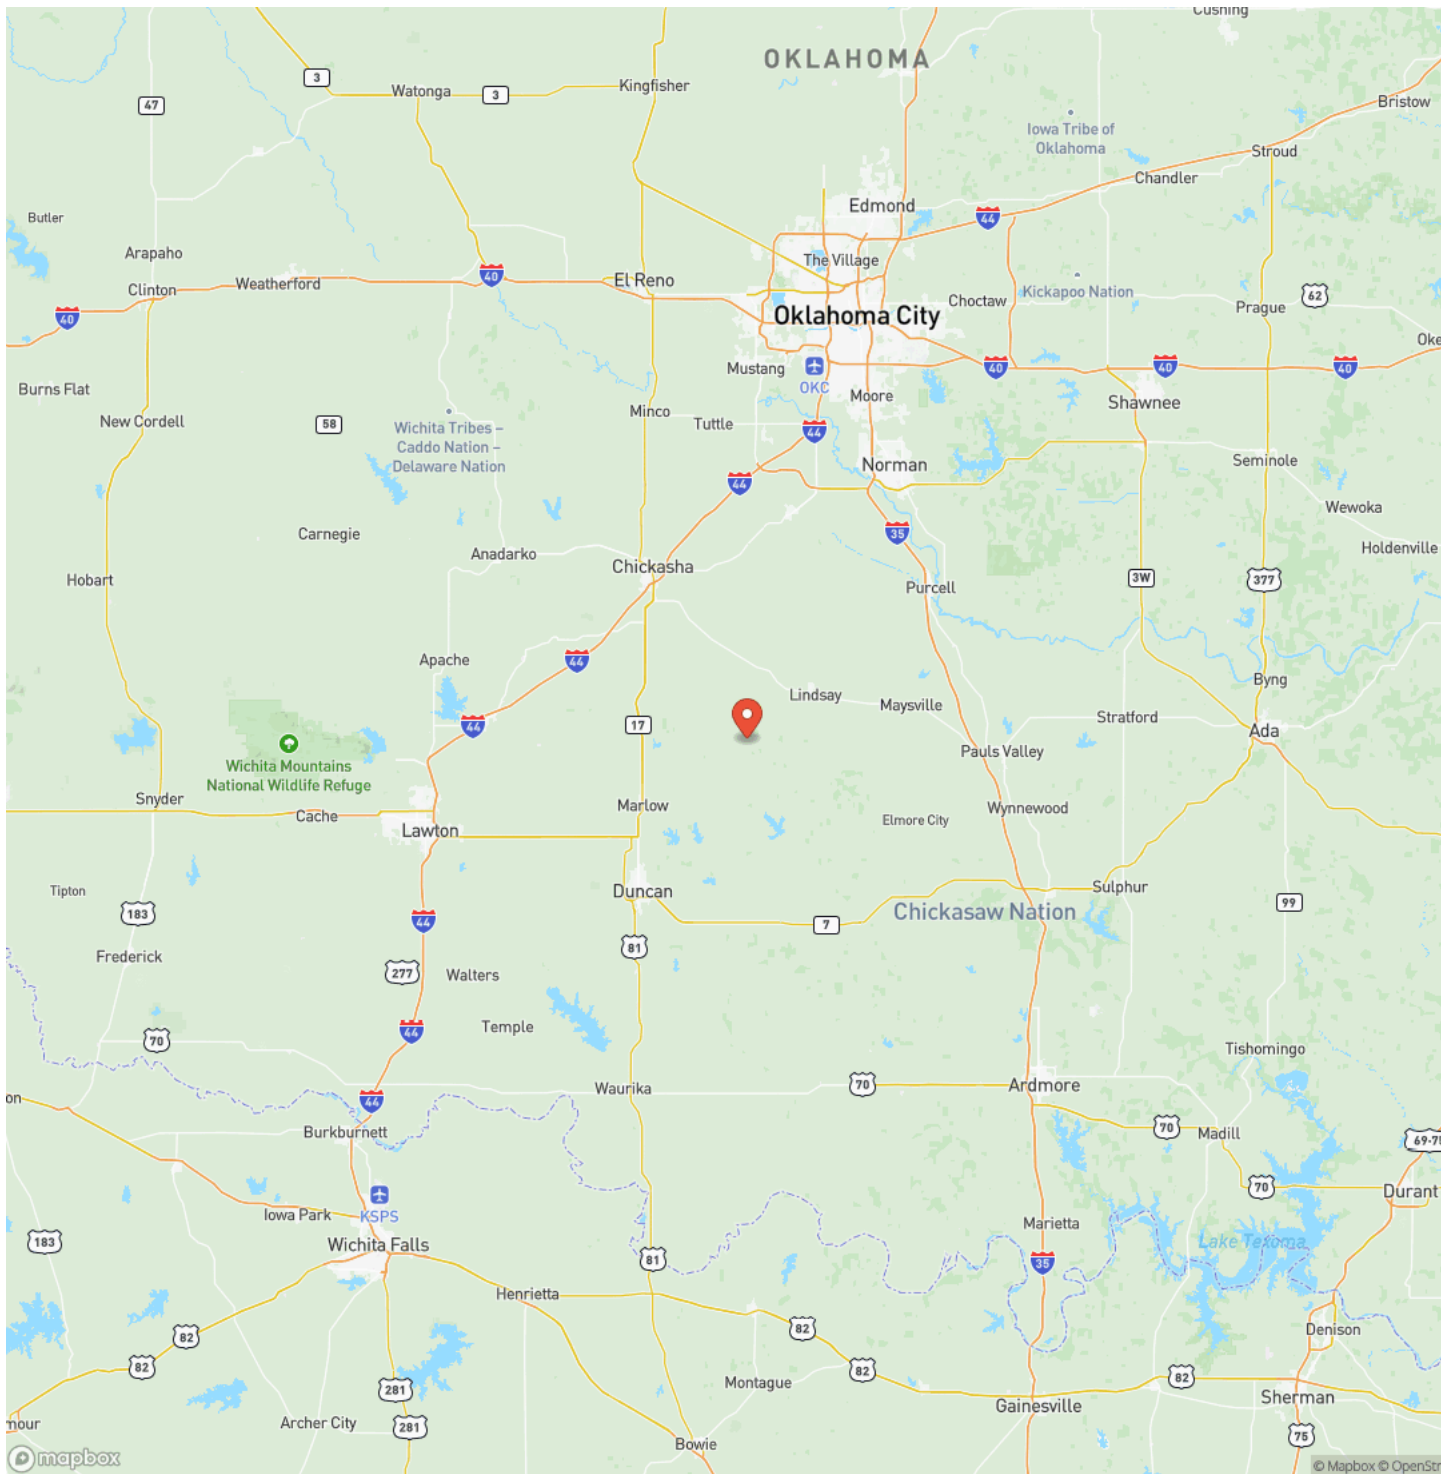 Cushing
OKLAHOMA
3
Watonga
3
Kingfisher
47
Bristow
Iowa Tribe of
Oklahoma
Stroud
Chandler
Edmond
44
Butler
Arapaho
The Village
Clinton
Weatherford
40
El Reno
Choctaw
Kickapoo Nation
Prague
62
40
Oklahoma City
Oke
Burns Flat
Mustang
OKC
40
40
40
Moore
Shawnee
New Cordell
58
Minco
Tuttle
44
Wichita Tribes –
Caddo Nation –
Delaware Nation
Norman
Seminole
44
Wewoka
Carnegie
35
Holdenville
Anadarko
Chickasha
Hobart
Purcell
3W
377
Apache
44
Lindsay
Maysville
Byng
44
17
Stratford
Ada
Pauls Valley
Wichita Mountains
National Wildlife Refuge
Snyder
Cache
Marlow
Elmore City
Wynnewood
Lawton
Tipton
Duncan
Sulphur
183
44
Chickasaw Nation
7
99
Frederick
81
277
Walters
70
44
Temple
Tishomingo
Waurika
70
Ardmore
on
44
Burkburnett
70
Madill
69-75
KSPS
Iowa Park
70
Durant
183
Wichita Falls
81
Marietta
35
Lake Texoma
Henrietta
82
82
Denison
82
82
82
281
Montague
Sherman
Gainesville
mour
Archer City
281
Bowie
75
mapbox
© Mapbox © OpenStr